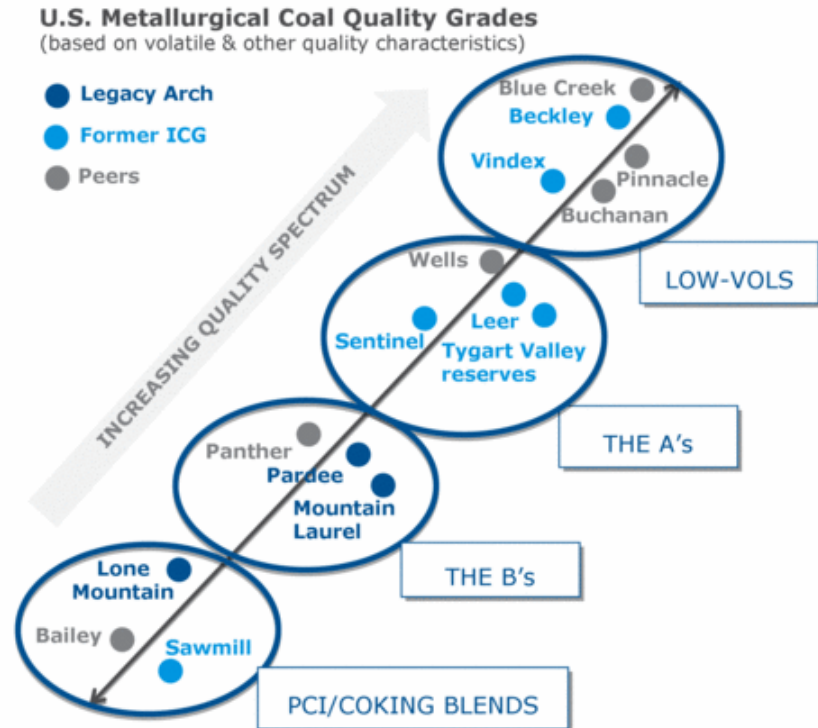 U.S. Metallurgical Coal Quality Grades
(based on volatile & other quality characteristics)
Legacy Arch
Former ICG
Peers
INCREASING QUALITY SPECTRUM
Blue Creek
Beckley
Vindex
Pinnacle
Buchanan
LOW-VOLS
Wells
Leer
Sentinel
Tygart Valley
reserves
THE A's
Panther
Pardee
Mountain
Laurel
THE B's
Lone
Mountain
Bailey
Sawmill
PCI/COKING BLENDS